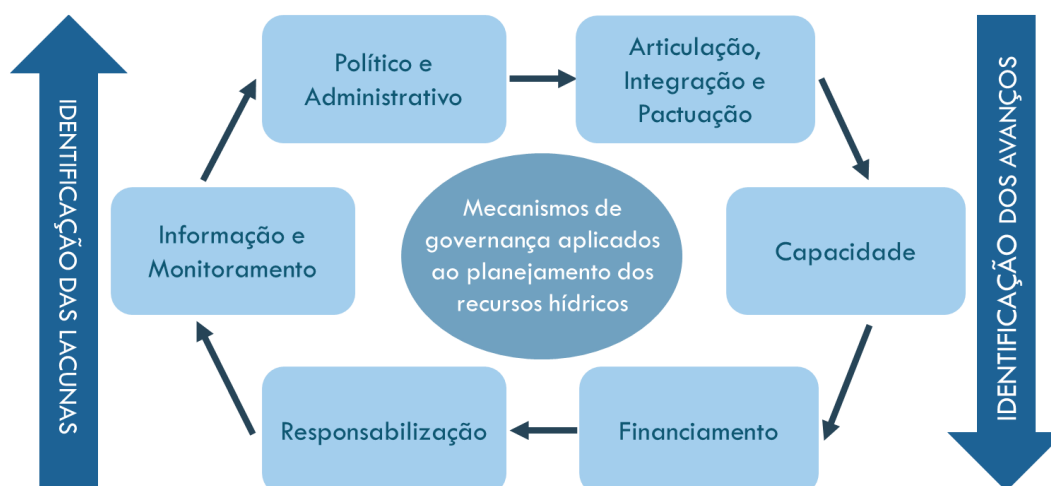 IDENTIFICAÇÃO DAS LACUNAS
Político e
Administrativo
Articulação,
Integração e
Pactuação
Capacidade
Financiamento
Responsabilização
Informação e
Monitoramento
Mecanismos de
governança aplicados
ao planejamento dos
recursos hídricos
IDENTIFICAÇÃO DOS AVANÇOS